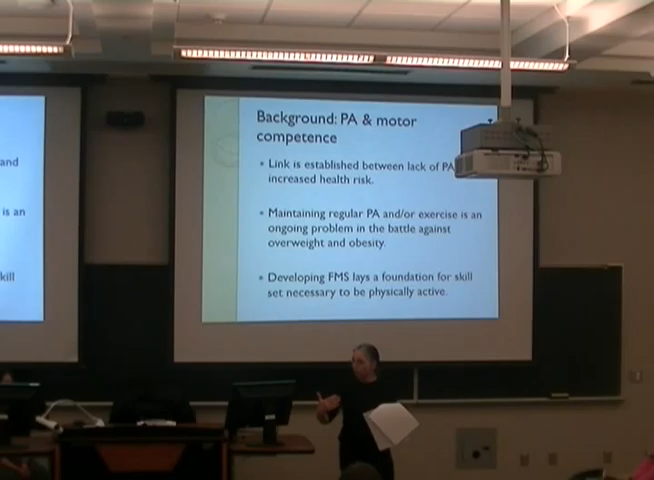 and
is an
kill
Background: PA & motor
competence
• Link is established between lack of PA
increased health risk.
• Maintaining regular PA and/or exercise is an
ongoing problem in the battle against
overweight and obesity.
• Developing FMS lays a foundation for skill
set necessary to be physically active.